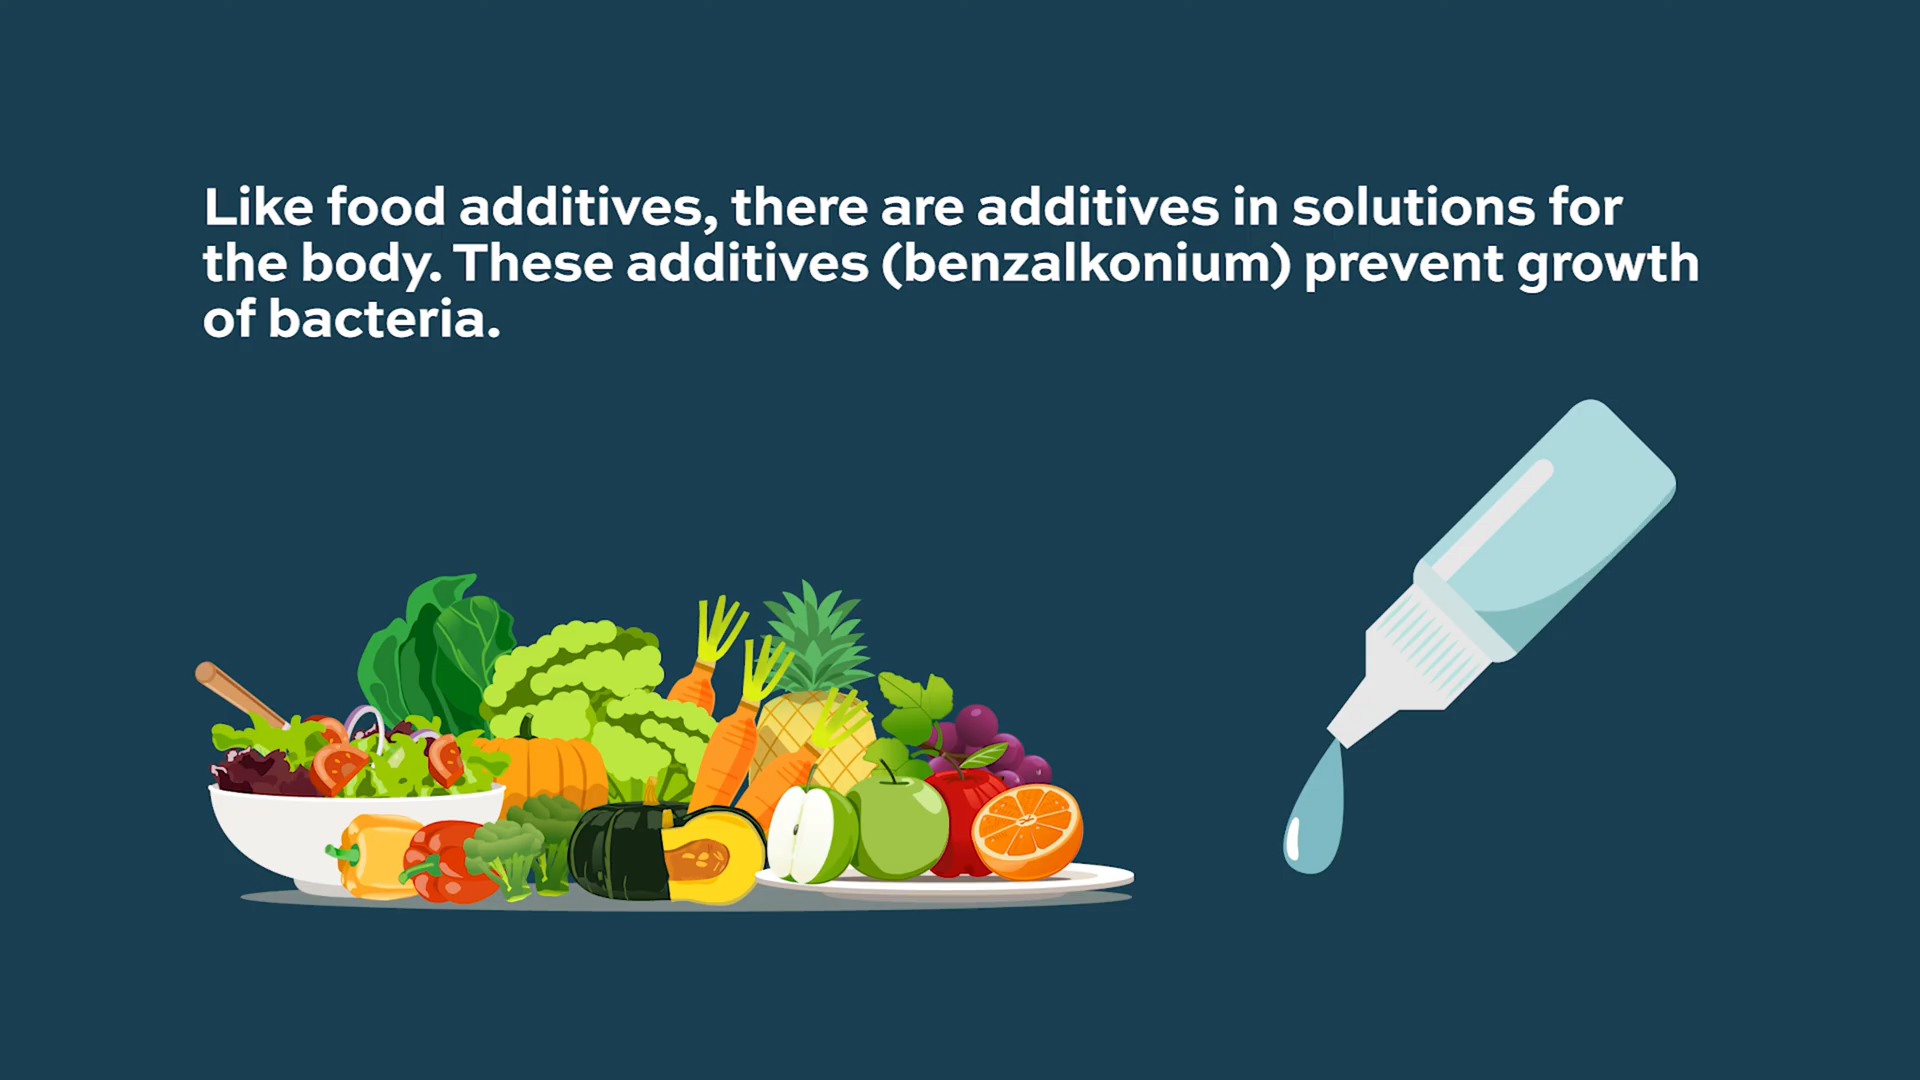 Like food additives, there are additives in solutions for
the body. These additives (benzalkonium) prevent growth
of bacteria.